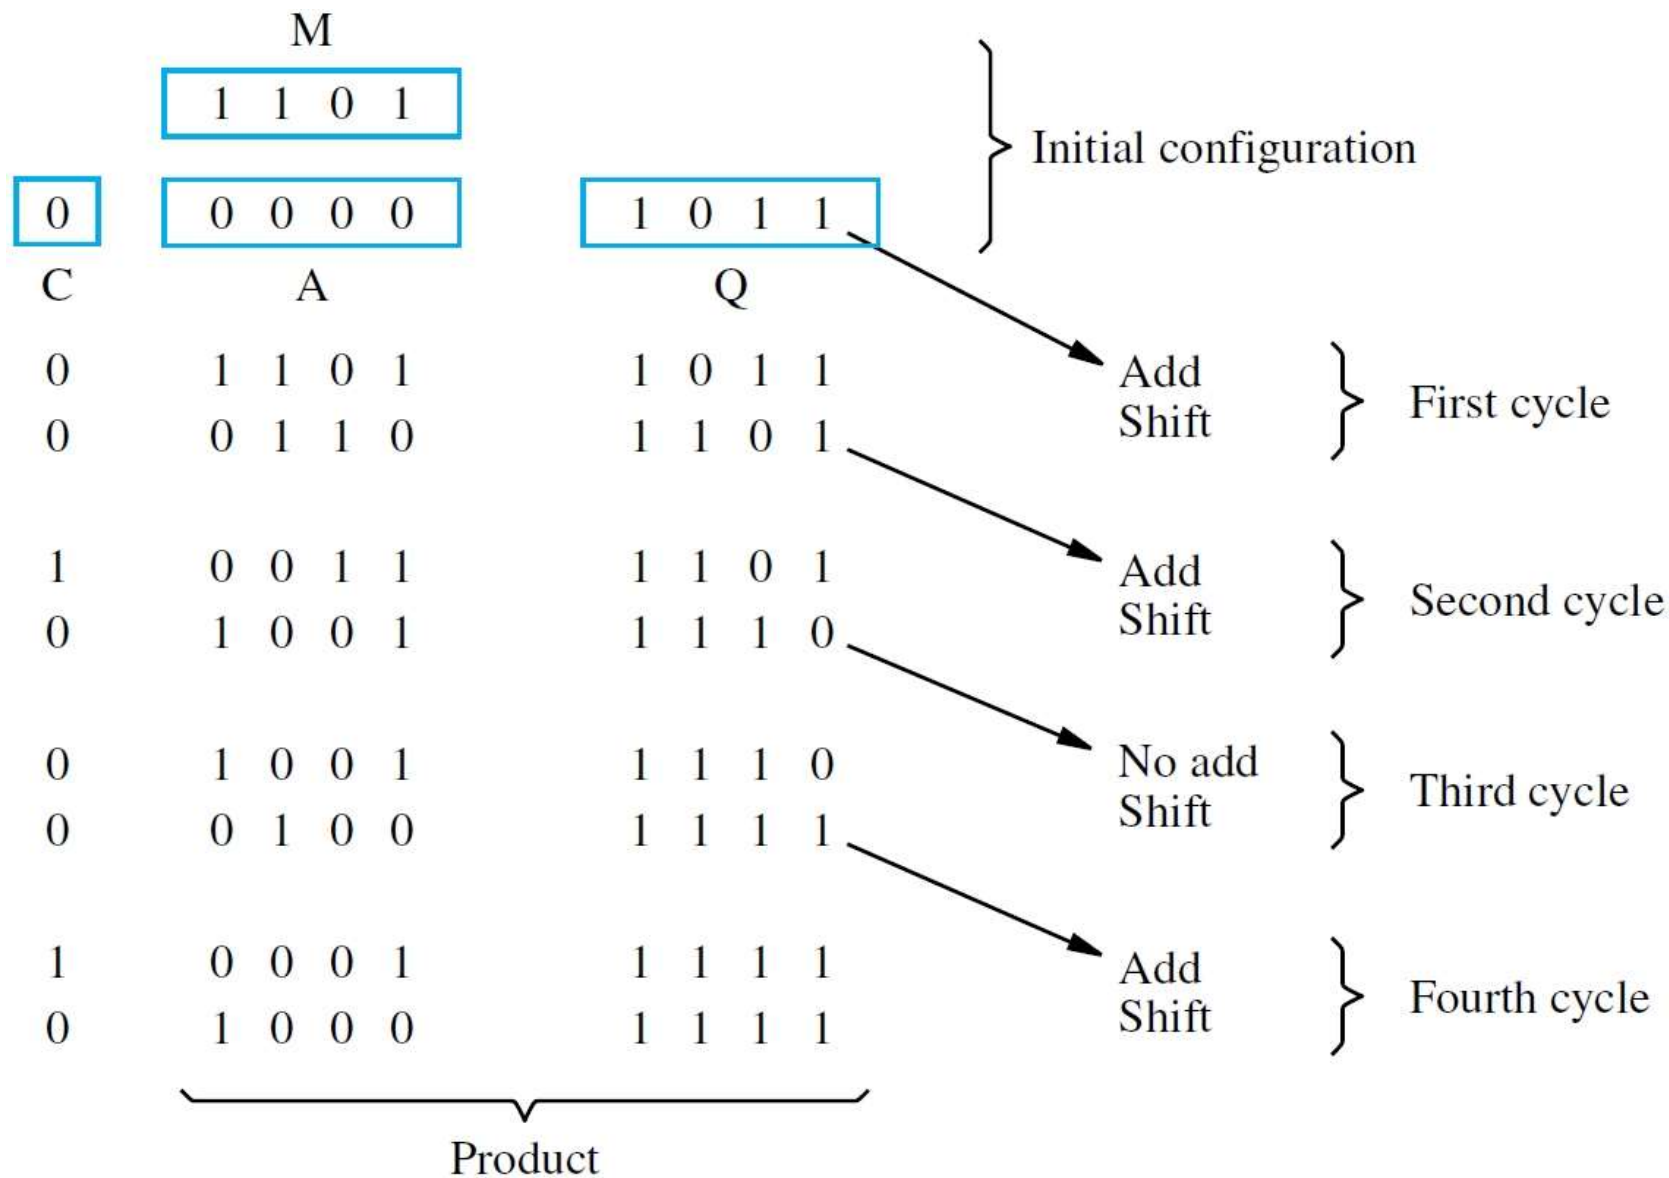 M
1 1 0 1
Initial configuration
0 0 0 0 0 1 0 1 1
C A Q
0 1 1 0 1 1 0 1 1 Add
First cycle
0 0 1 1 0 1 1 0 1 Shift
1 0 0 1 1 1 1 0 1 Add
Second cycle
0 1 0 0 1 1 1 1 0 Shift
0 1 0 0 1 1 1 1 0 No add
Third cycle
0 0 1 0 0 1 1 1 1 Shift
1 0 0 0 1 1 1 1 1 Add
Fourth cycle
0 1 0 0 0 1 1 1 1 Shift
Product